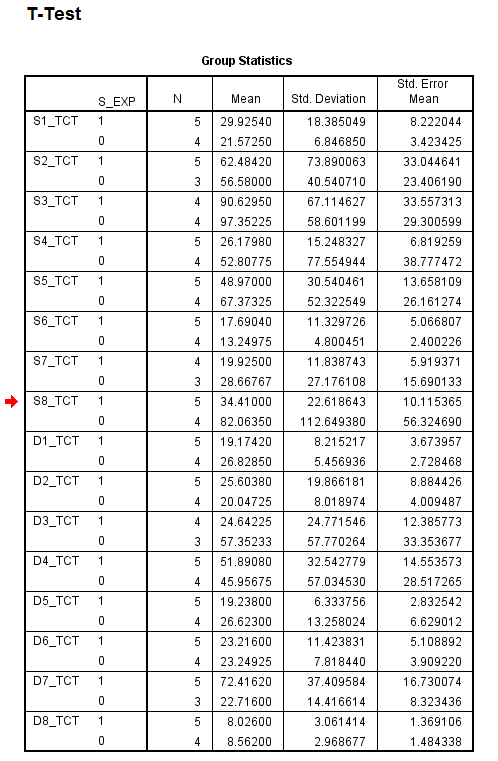 T-Test
Group Statistics
S_EXP N Mean Std. Deviation Std. Error Mean
S1_TCT 1 5 29.92540 18.385049 8.222044
0 4 21.57250 6.846850 3.423425
S2_TCT 1 5 62.48420 73.890063 33.044641
0 3 56.58000 40.540710 23.406190
S3_TCT 1 4 90.62950 67.114627 33.557313
0 4 97.35225 58.601199 29.300599
S4_TCT 1 5 26.17980 15.248327 6.819259
0 4 52.80775 77.554944 38.777472
S5_TCT 1 5 48.97000 30.540461 13.658109
0 4 67.37325 52.322549 26.161274
S6_TCT 1 5 17.69040 11.329726 5.066807
0 4 13.24975 4.800451 2.400226
S7_TCT 1 4 19.92500 11.838743 5.919371
0 3 28.66767 27.176108 15.690133
S8_TCT 1 5 34.41000 22.618643 10.115365
0 4 82.06350 112.649380 56.324690
D1_TCT 1 5 19.17420 8.215217 3.673957
0 4 26.82850 5.456936 2.728468
D2_TCT 1 5 25.60380 19.866181 8.884426
0 4 20.04725 8.018974 4.009487
D3_TCT 1 4 24.64225 24.771546 12.385773
0 3 57.35233 57.770264 33.353677
D4_TCT 1 5 51.89080 32.542779 14.553573
0 4 45.95675 57.034530 28.517265
D5_TCT 1 5 19.23800 6.333756 2.832542
0 4 26.62300 13.258024 6.629012
D6_TCT 1 5 23.21600 11.423831 5.108892
0 4 23.24925 7.818440 3.909220
D7_TCT 1 5 72.41620 37.409584 16.730074
0 3 22.71600 14.416614 8.323436
D8_TCT 1 5 8.02600 3.061414 1.369106
0 4 8.56200 2.968677 1.484338